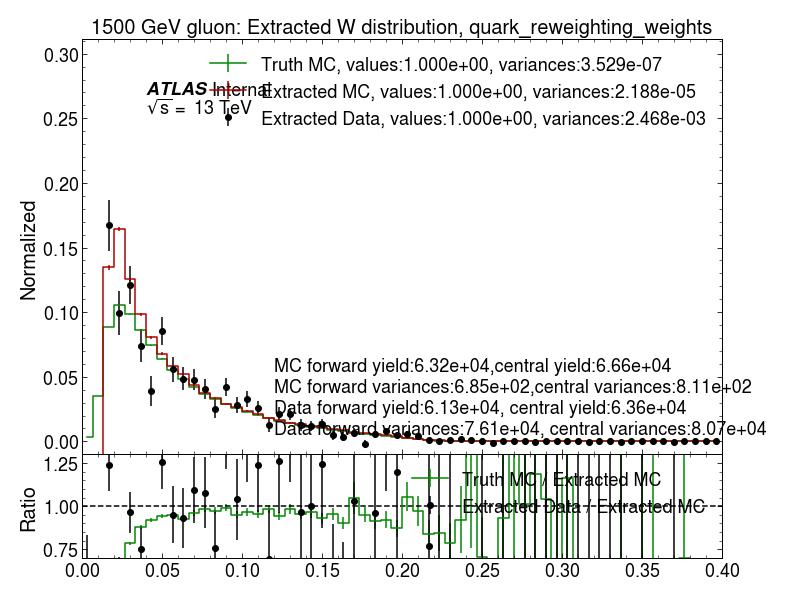 1500 GeV gluon: Extracted W distribution, quark_reweighting_weights
0.30
Truth MC, values:1.000e+00, variances:3.529e-07
ATLAS Internal
Extracted MC, values:1.000e+00, variances:2.188e-05
√s = 13 TeV
Extracted Data, values:1.000e+00, variances:2.468e-03
0.25
0.20
0.15
0.10
0.05
0.00
Normalized
MC forward yield:6.32e+04,central yield:6.66e+04
MC forward variances:6.85e+02,central variances:8.11e+02
Data forward yield:6.13e+04, central yield:6.36e+04
Data forward variances:7.61e+04, central variances:8.07e+04
1.25
1.00
0.75
Ratio
Truth MC / Extracted MC
Extracted Data / Extracted MC
0.00 0.05 0.10 0.15 0.20 0.25 0.30 0.35 0.40